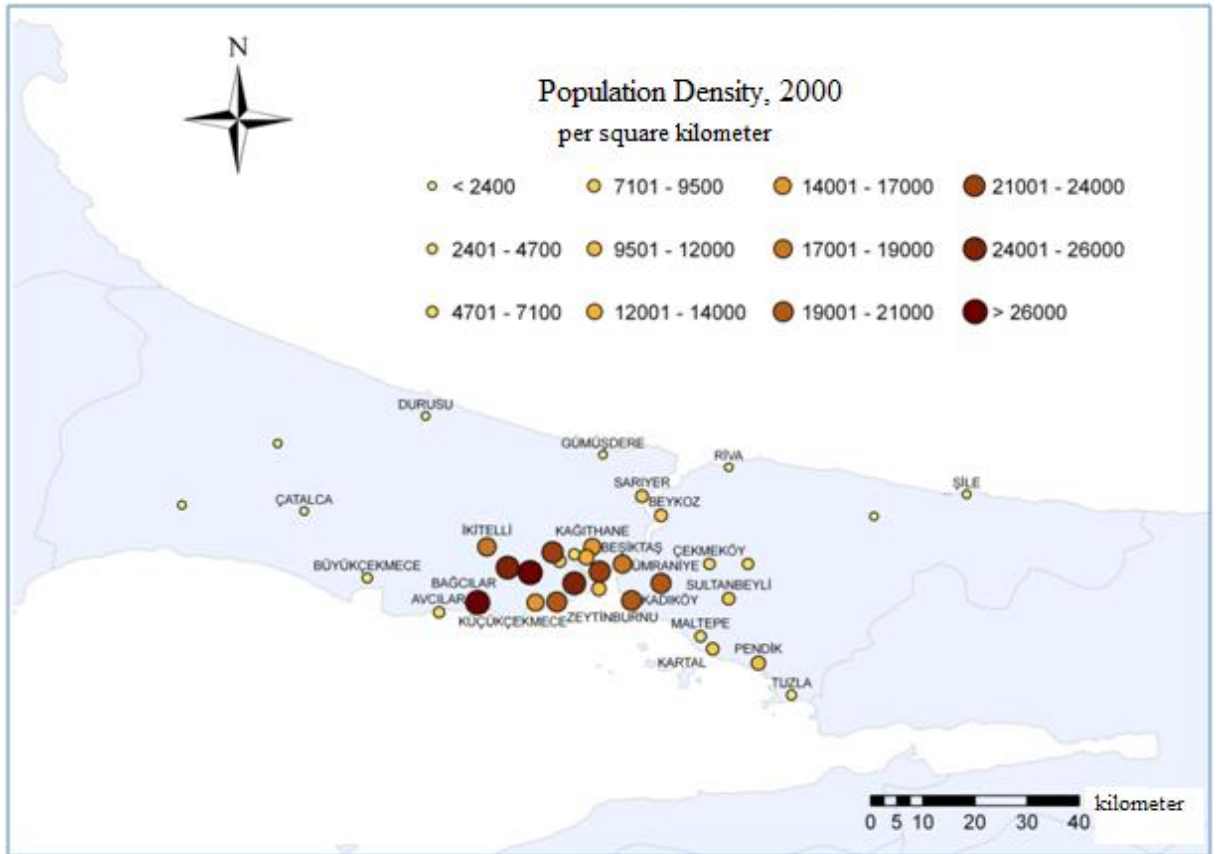 N
Population Density, 2000
per square kilometer
< 2400
7101 - 9500
14001 - 17000
21001 - 24000
2401 - 4700
9501 - 12000
17001 - 19000
24001 - 26000
4701 - 7100
12001 - 14000
19001 - 21000
> 26000
DURUSU
GÜMÜŞDERE
RİVA
ŞİLE
SARIYER
BEYKOZ
ÇATALCA
İKİTELLİ
KAĞITHANE
BEŞİKTAŞ
ÇEKMEKÖY
ÜMRANİYE
BÜYÜKÇEKMECE
BAĞCILAR
SULTANBEYLİ
AVCILAR
KADIKÖY
KÜÇÜKÇEKMECE
ZEYTİNBURNU
MALTEPE
KARTAL
PENDİK
TUZLA
kilometer
0 5 10 20 30 40